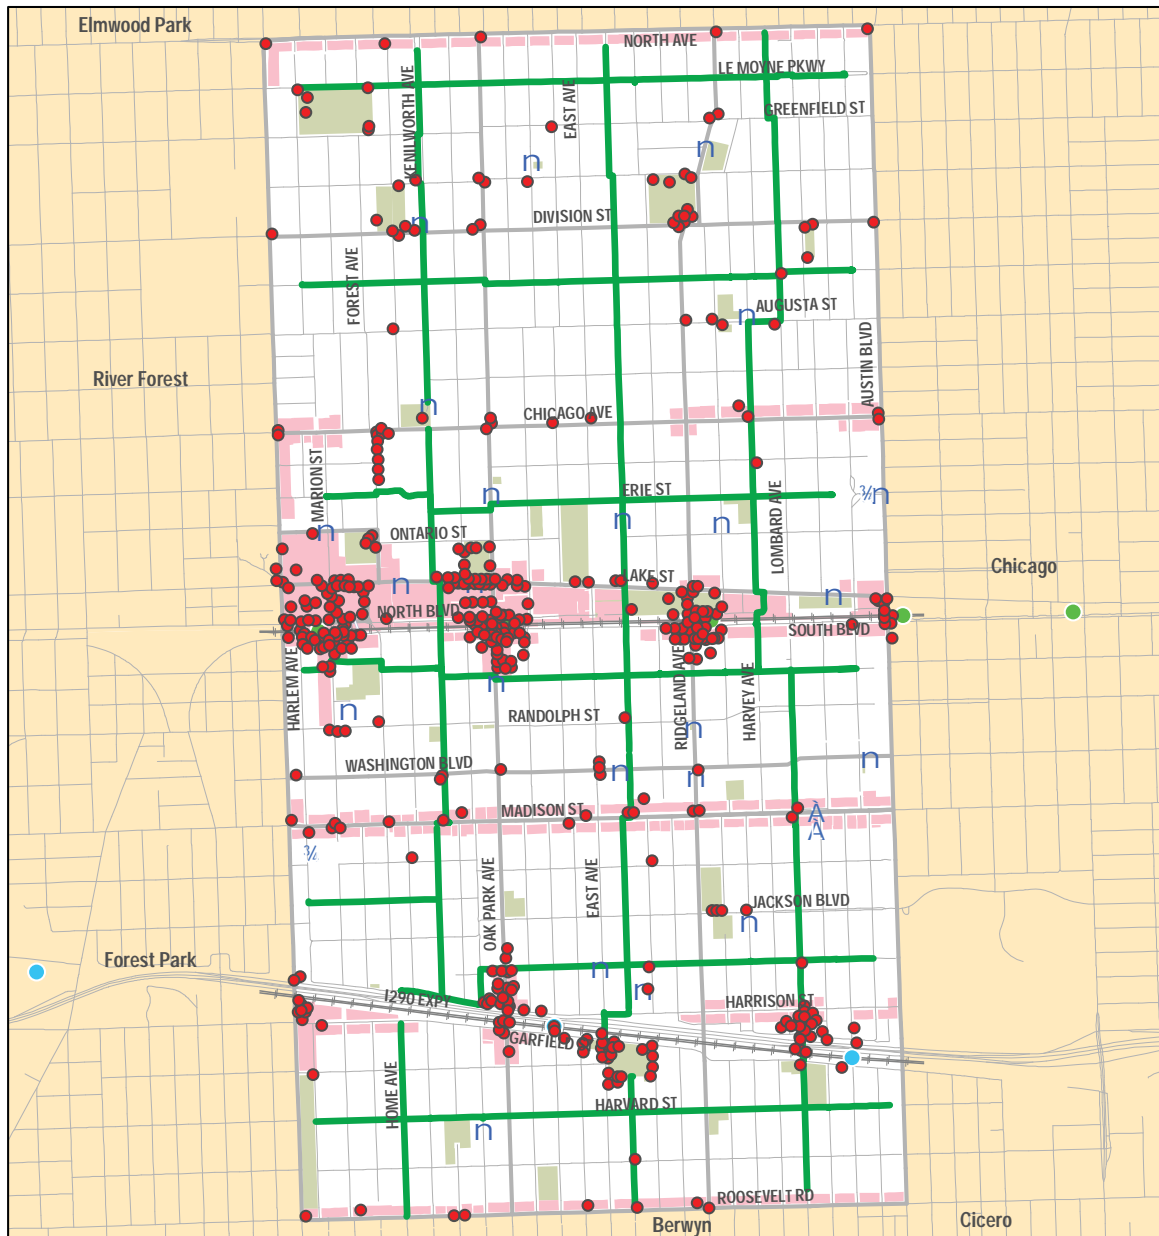 Elmwood Park
NORTH AVE
LE MOYNE PKWY
KENILWORTH AVE
EAST AVE
GREENFIELD ST
DIVISION ST
FOREST AVE
AUGUSTA ST
AUSTIN BLVD
River Forest
CHICAGO AVE
MARION ST
ERIE ST
LOMBARD AVE
ONTARIO ST
Chicago
LAKE ST
NORTH BLVD
SOUTH BLVD
HARLEM AVE
RIDGELAND AVE
HARVEY AVE
RANDOLPH ST
WASHINGTON BLVD
MADISON ST
OAK PARK AVE
EAST AVE
JACKSON BLVD
Forest Park
I290 EXPY
HARRISON ST
GARFIELD
HOME AVE
HARVARD ST
ROOSEVELT RD
Berwyn
Cicero